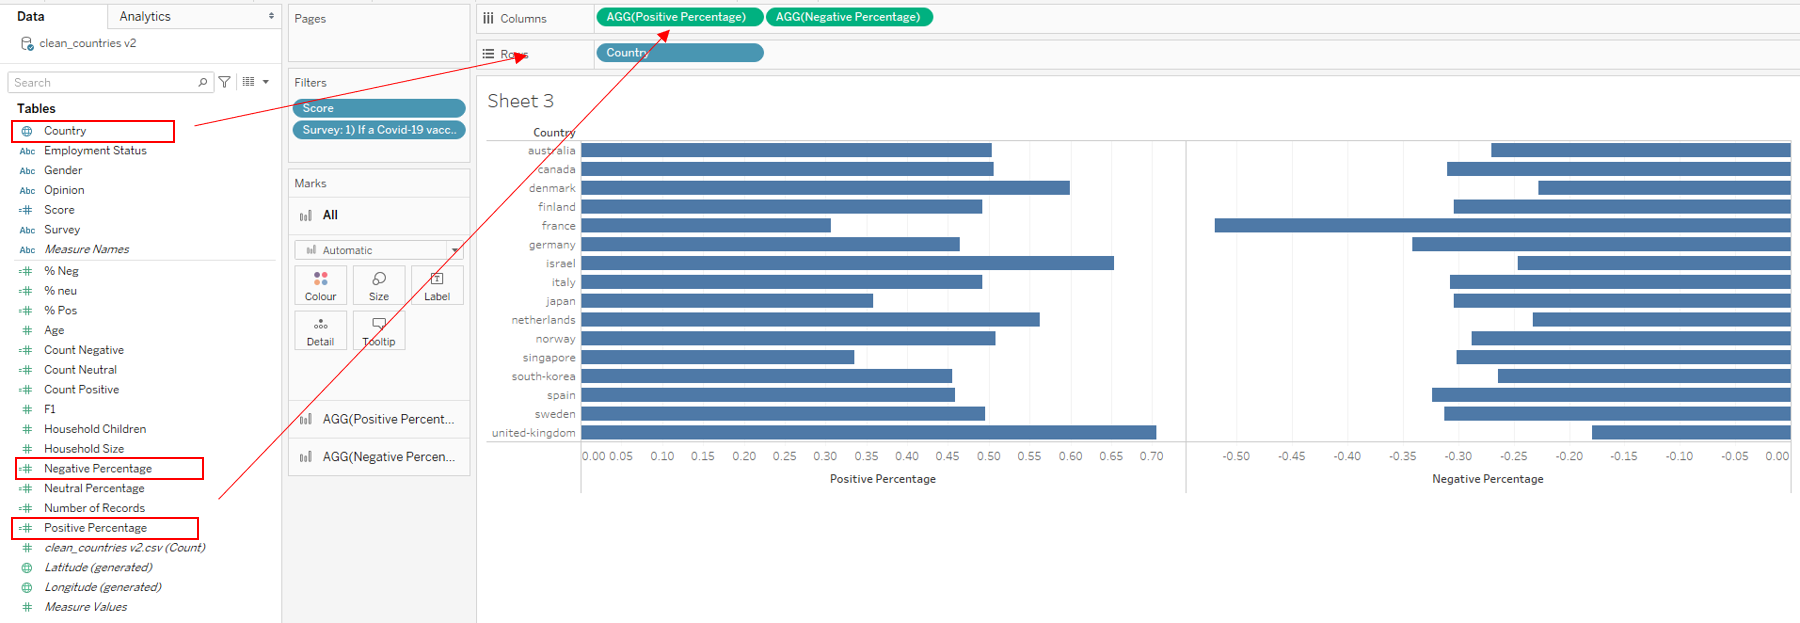 Data
Analytics
clean_countries v2
Search
Tables
Country
Abc Employment Status
Abc Gender
Abc Opinion
Score
Abc Survey
Abc Measure Names
% Neg
% neu
% Pos
Age
Count Negative
Count Neutral
Count Positive
F1
Household Children
Household Size
Negative Percentage
Neutral Percentage
Number of Records
Positive Percentage
clean_countries v2.csv (Count)
Latitude (generated)
Longitude (generated)
Measure Values
Pages
Filters
Score
Survey: 1) If a Covid-19 vacc..
Marks
All
Automatic
Colour
Size
Label
Detail
Tooltip
AGG(Positive Percent...
AGG(Negative Percen...
Columns
AGG(Positive Percentage)
AGG(Negative Percentage)
Rows
Country
Sheet 3
Country
australia
canada
denmark
finland
france
germany
israel
italy
japan
netherlands
norway
singapore
south-korea
spain
sweden
united-kingdom
0.00 0.05 0.10 0.15 0.20 0.25 0.30 0.35 0.40 0.45 0.50 0.55 0.60 0.65 0.70
Positive Percentage
-0.50 -0.45 -0.40 -0.35 -0.30 -0.25 -0.20 -0.15 -0.10 -0.05 0.00
Negative Percentage